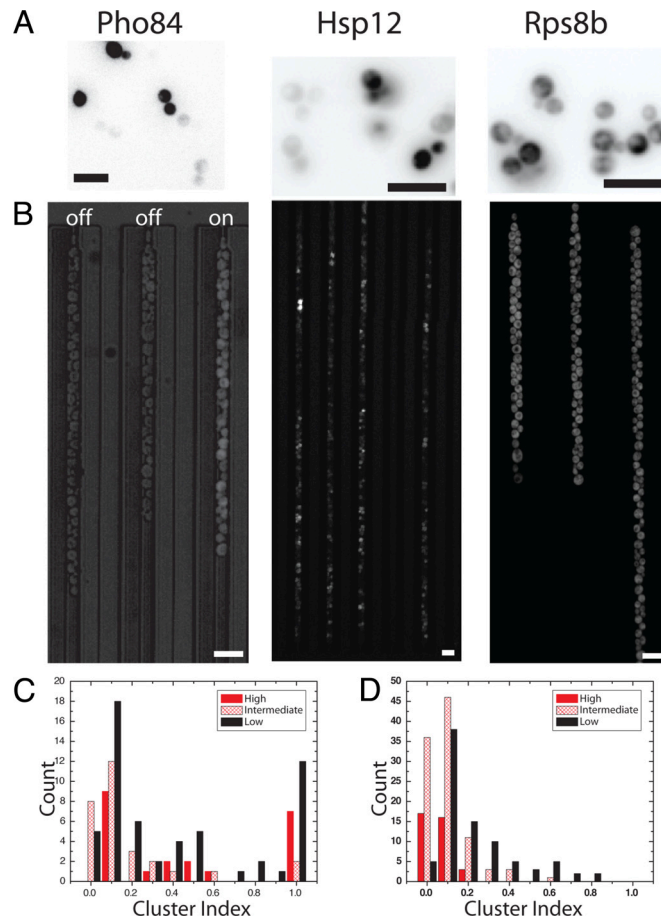 A
Pho84
Hsp12
Rps8b
B
off
off
on
C
20
18
16
14
12
10
8
6
4
2
0
Count
High
Intermediate
Low
0.0
0.2
0.4
0.6
0.8
1.0
Cluster Index
D
50
45
40
35
30
25
20
15
10
5
0
Count
High
Intermediate
Low
0.0
0.2
0.4
0.6
0.8
1.0
Cluster Index